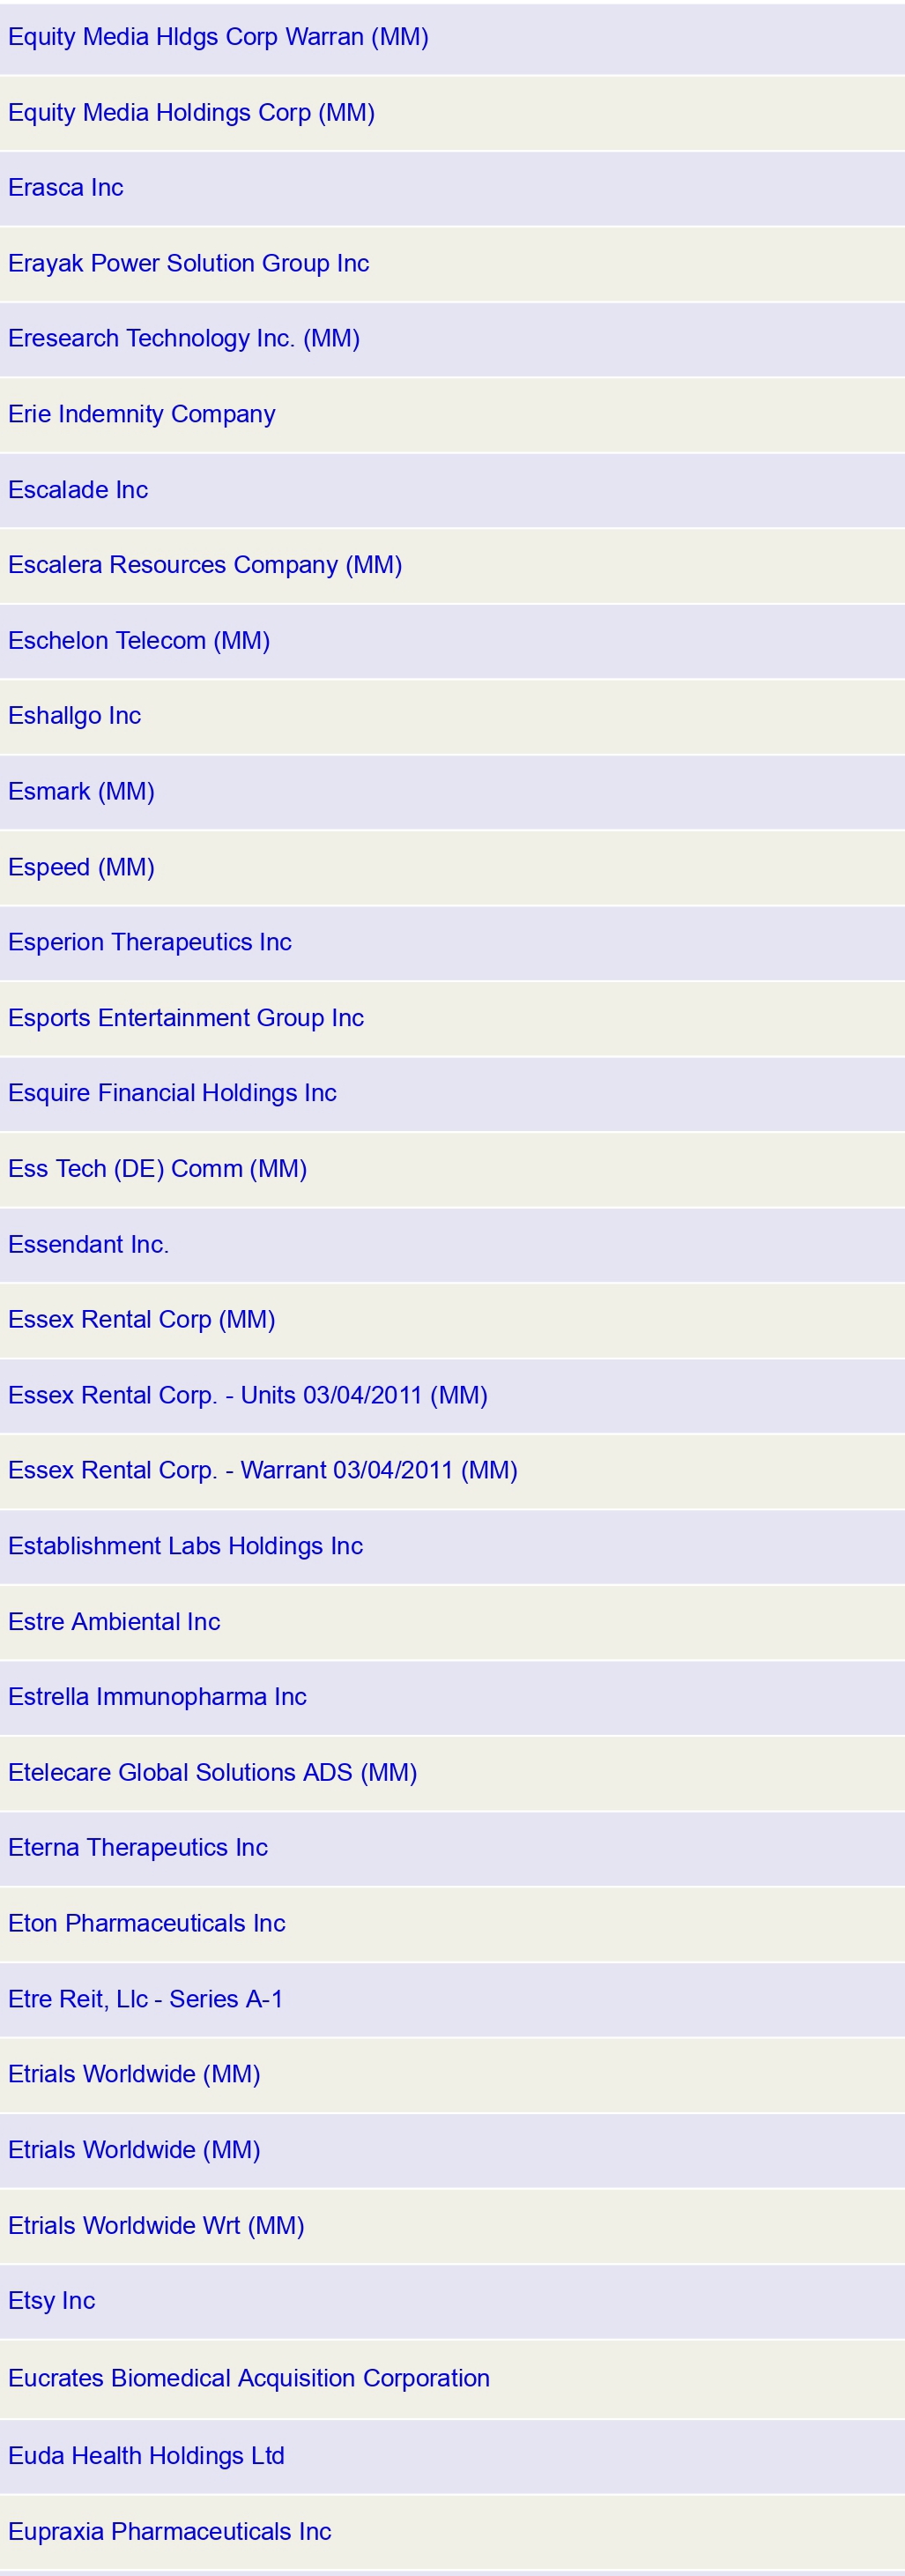 Equity Media Hldgs Corp Warran (MM)
Equity Media Holdings Corp (MM)
Erasca Inc
Erayak Power Solution Group Inc
Eresearch Technology Inc. (MM)
Erie Indemnity Company
Escalade Inc
Escalera Resources Company (MM)
Eschelon Telecom (MM)
Eshallgo Inc
Esmark (MM)
Espeed (MM)
Esperion Therapeutics Inc
Esports Entertainment Group Inc
Esquire Financial Holdings Inc
Ess Tech (DE) Comm (MM)
Essendant Inc.
Essex Rental Corp (MM)
Essex Rental Corp. - Units 03/04/2011 (MM)
Essex Rental Corp. - Warrant 03/04/2011 (MM)
Establishment Labs Holdings Inc
Estre Ambiental Inc
Estrella Immunopharma Inc
Etelecare Global Solutions ADS (MM)
Eterna Therapeutics Inc
Eton Pharmaceuticals Inc
Etre Reit, Llc - Series A-1
Etrials Worldwide (MM)
Etrials Worldwide (MM)
Etrials Worldwide Wrt (MM)
Etsy Inc
Eucrates Biomedical Acquisition Corporation
Euda Health Holdings Ltd
Eupraxia Pharmaceuticals Inc